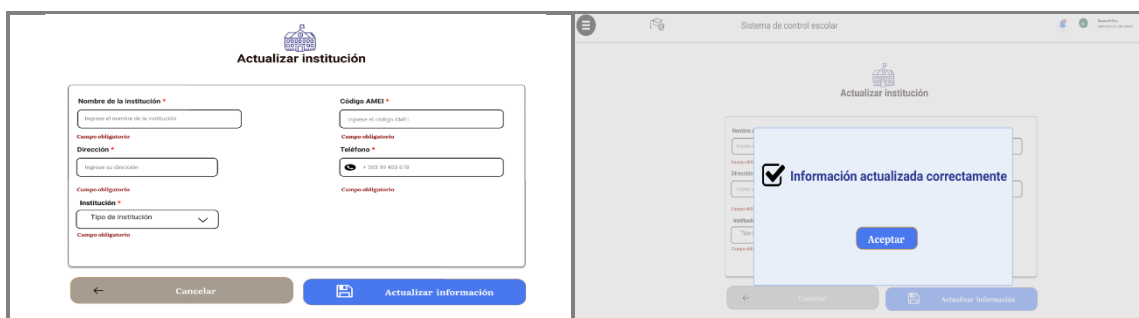 Actualizar institución
Nombre de la institución *
Ingrese el nombre de la institución
Campo obligatorio
Dirección *
Ingrese su dirección
Campo obligatorio
Institución *
Tipo de institución
Campo obligatorio
Código AMEI *
Ingrese el código AMEI
Campo obligatorio
Teléfono *
+ 593 99 455 678
Campo obligatorio
Cancelar
Actualizar información
Sistema de control escolar
Actualizar institución
Nombre
Dirección
Información actualizada correctamente
Aceptar
Cancelar
Actualizar información